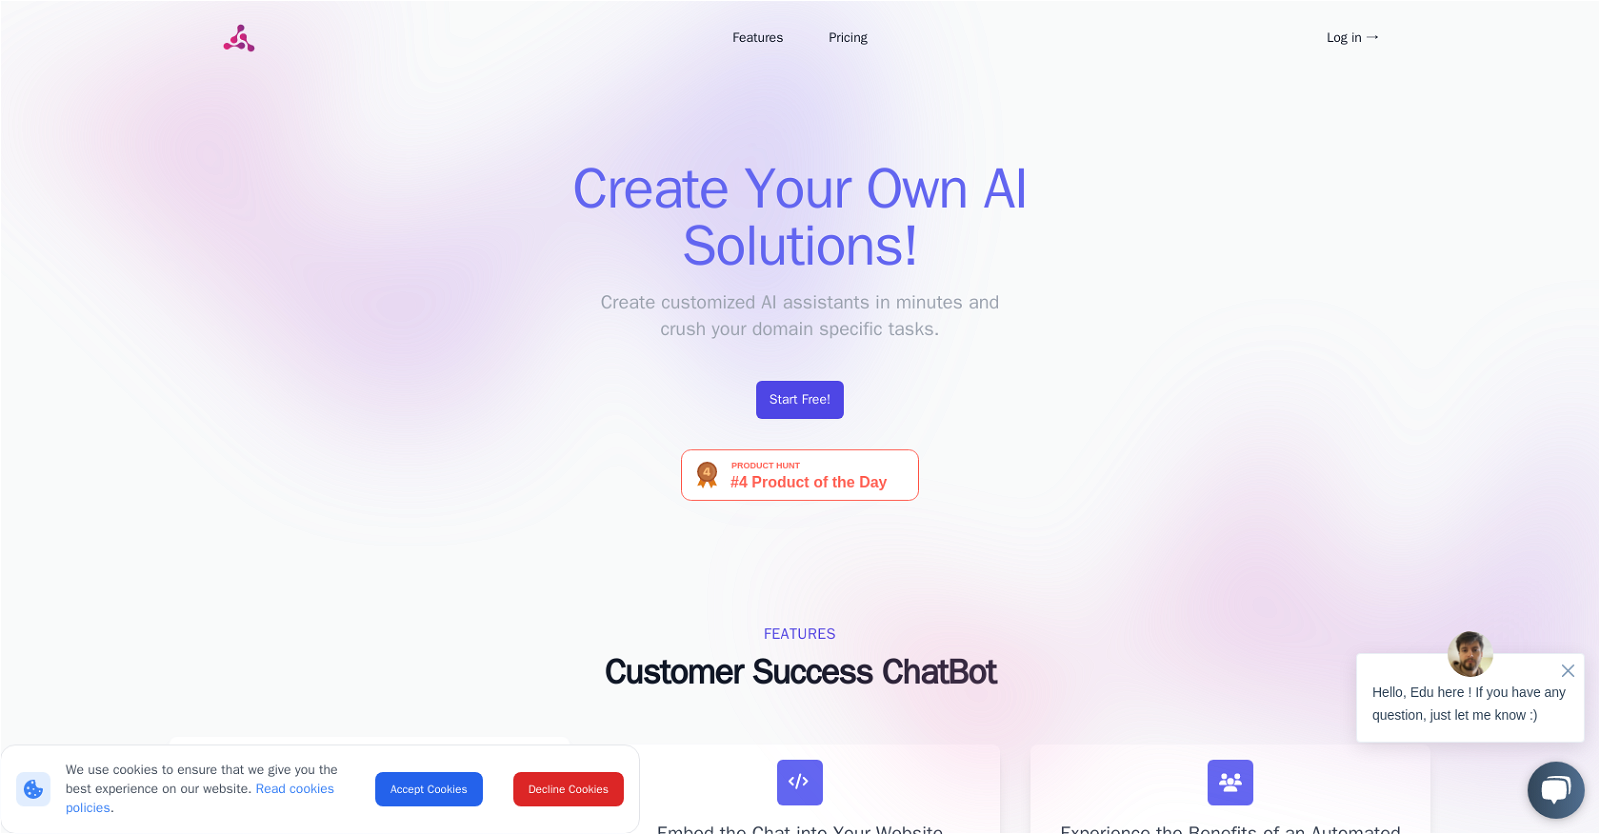 Features
Pricing
Log in →
Create Your Own AI
Solutions!
Create customized AI assistants in minutes and
crush your domain specific tasks.
Start Free!
4
PRODUCT HUNT
#4 Product of the Day
FEATURES
Customer Success ChatBot
Hello, Edu here ! If you have any
question, just let me know :)
We use cookies to ensure that we give you the
best experience on our website. Read cookies
policies.
Accept Cookies
Decline Cookies
Embed the Chat into Your Website
Experience the Benefits of an Automated